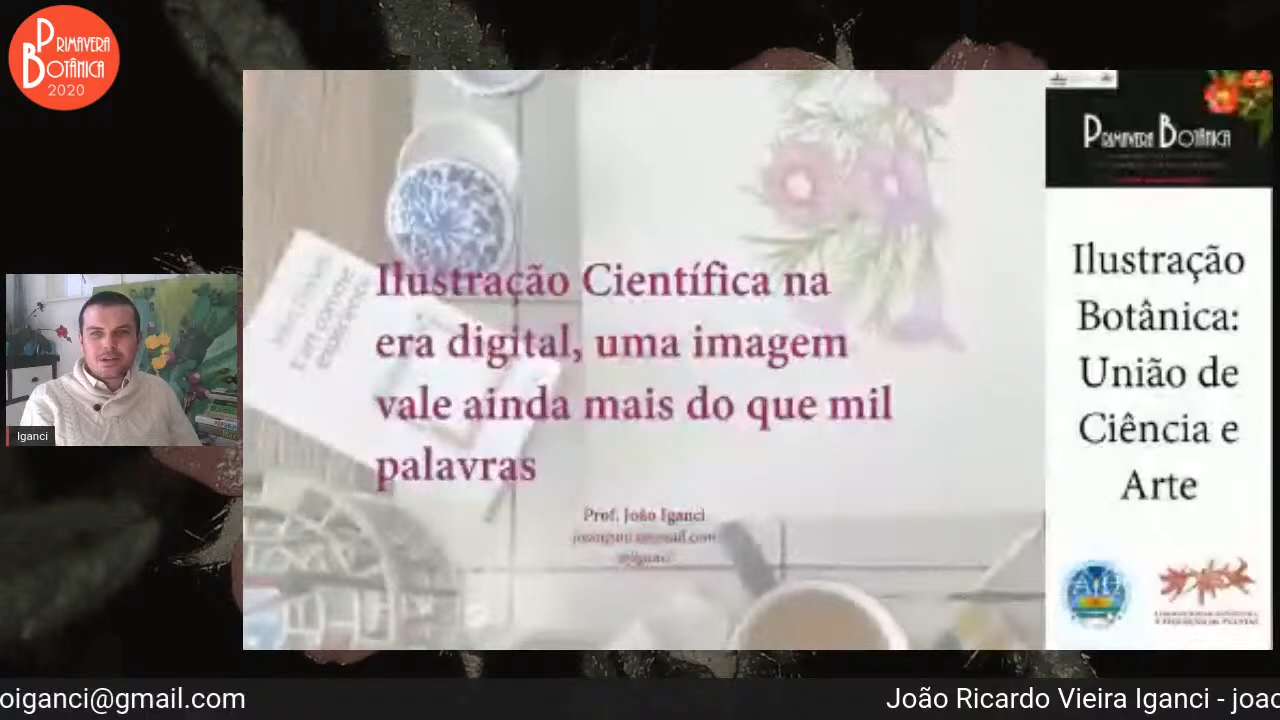 PRIMAVERA
BOTÂNICA
2020
Ilustração Científica na
era digital, uma imagem
vale ainda mais do que mil
palavras
Prof. João Iganci
PRIMAVERA BOTÂNICA
Ilustração
Botânica:
União de
Ciência e
Arte
Iganci
oiganci@gmail.com
João Ricardo Vieira Iganci - joac